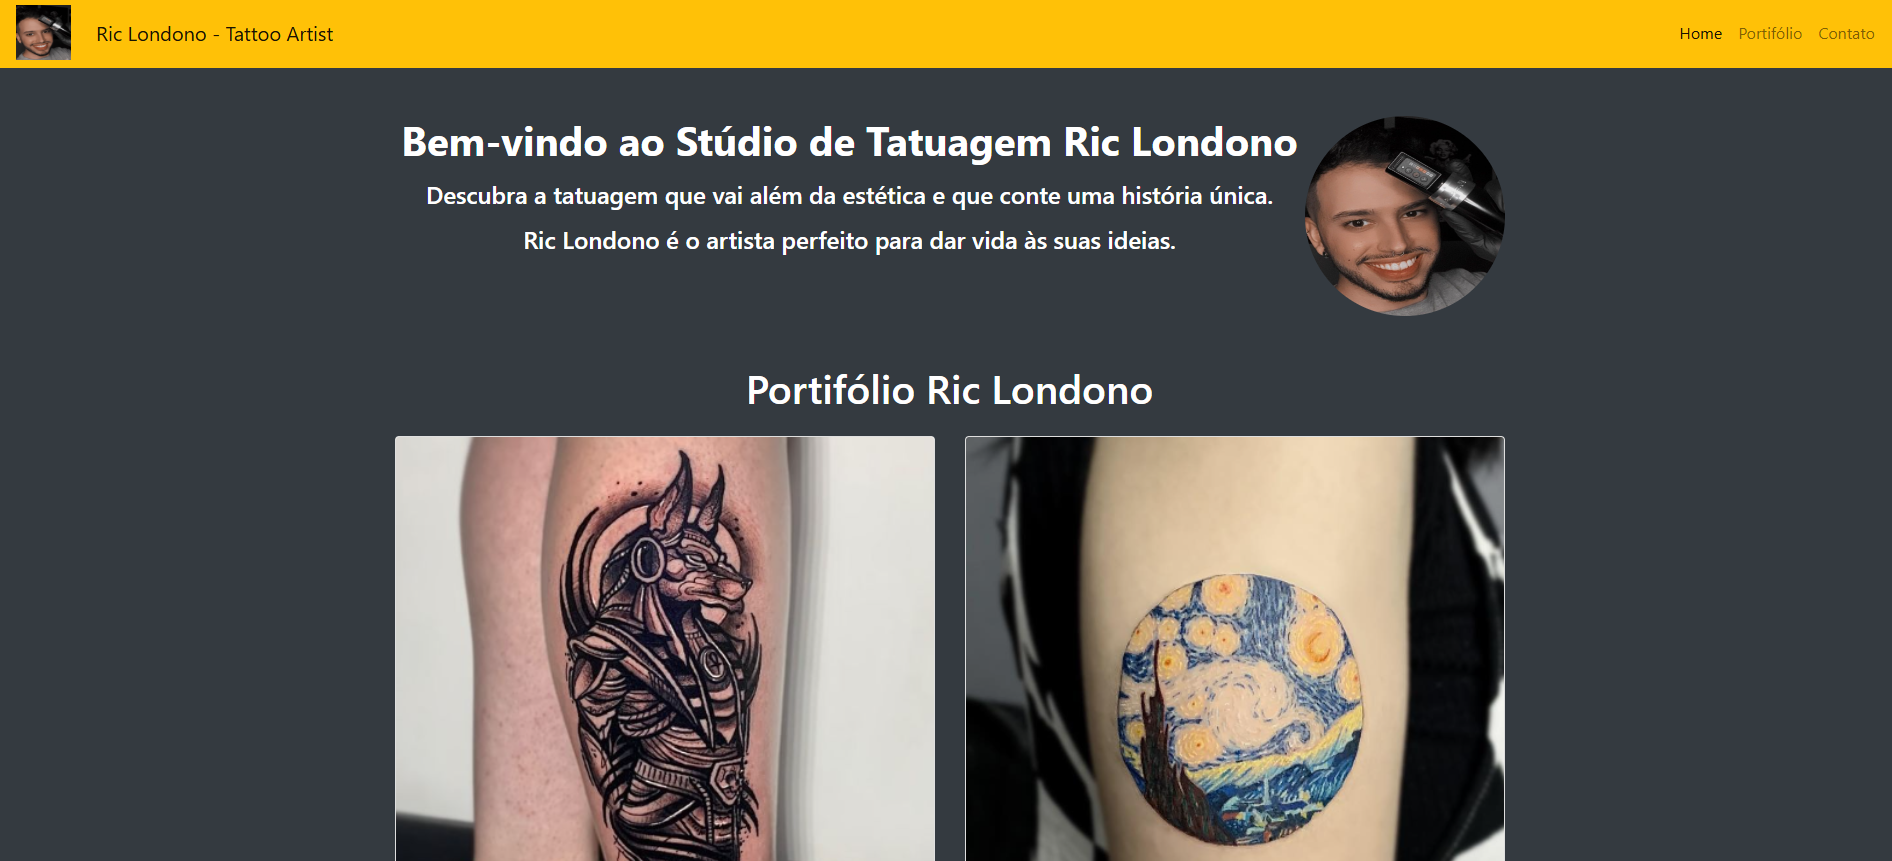 Ric Londono - Tattoo Artist
Home Portifólio Contato
Bem-vindo ao Stúdio de Tatuagem Ric Londono
Descubra a tatuagem que vai além da estética e que conte uma história única.
Ric Londono é o artista perfeito para dar vida às suas ideias.
Portifólio Ric Londono